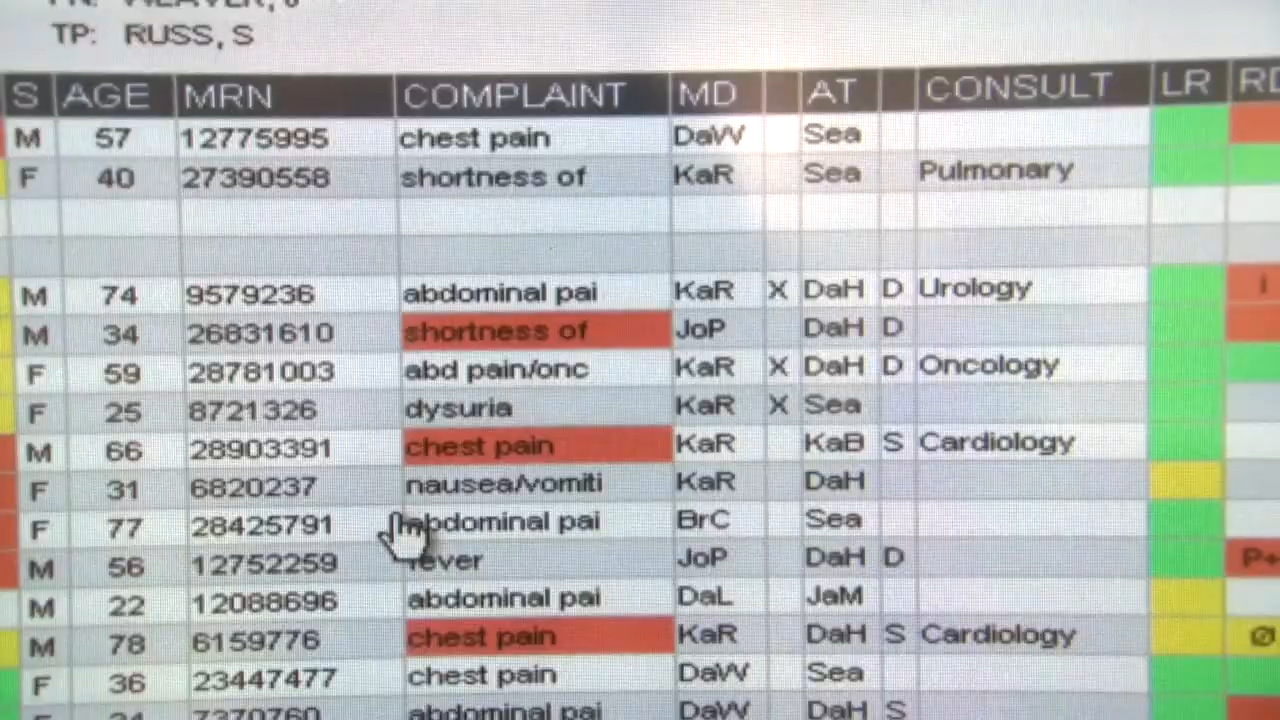 TP: RUSS, S
S AGE MRN COMPLAINT MD AT CONSULT LR RD
M 57 12775995 chest pain DaW Sea
F 40 27390558 shortness of KaR Sea Pulmonary
M 74 9579236 abdominal pai KaR X DaH D Urology I
M 34 26831610 shortness of JoP DaH D
F 59 28781003 abd pain/onc KaR X DaH D Oncology
F 25 8721326 dysuria KaR X Sea
M 66 28903391 chest pain KaR KaB S Cardiology
F 31 6820237 nausea/vomiti KaR DaH
F 77 28425791 abdominal pai BrC Sea
M 56 12752259 fever JoP DaH D P+
M 22 12088696 abdominal pai DaL JaM
M 78 6159776 chest pain KaR DaH S Cardiology Ø
F 36 23447477 chest pain DaW Sea
abdominal pai DaW DaH S